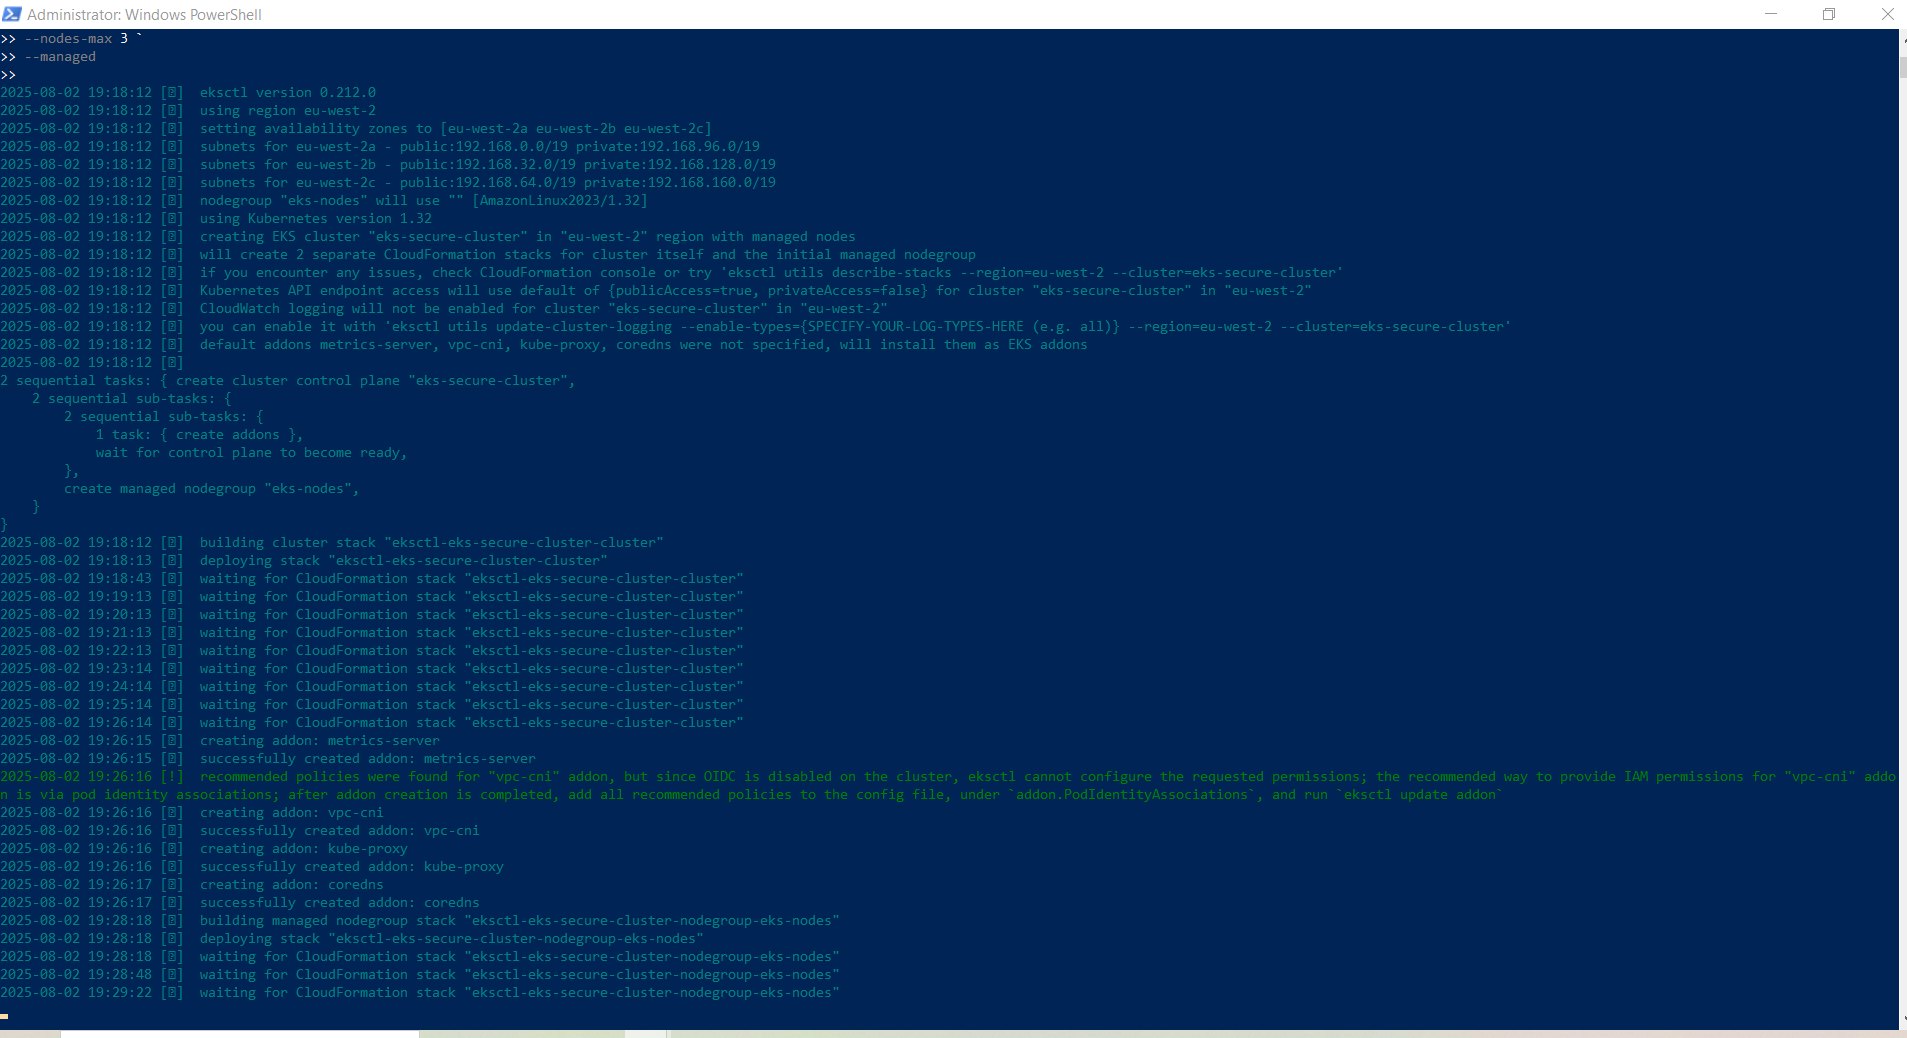 Administrator: Windows PowerShell
>> --nodes-max 3 `
>> --managed
>>
2025-08-02 19:18:12 [⍰]  eksctl version 0.212.0
2025-08-02 19:18:12 [⍰]  using region eu-west-2
2025-08-02 19:18:12 [⍰]  setting availability zones to [eu-west-2a eu-west-2b eu-west-2c]
2025-08-02 19:18:12 [⍰]  subnets for eu-west-2a - public:192.168.0.0/19 private:192.168.96.0/19
2025-08-02 19:18:12 [⍰]  subnets for eu-west-2b - public:192.168.32.0/19 private:192.168.128.0/19
2025-08-02 19:18:12 [⍰]  subnets for eu-west-2c - public:192.168.64.0/19 private:192.168.160.0/19
2025-08-02 19:18:12 [⍰]  nodegroup "eks-nodes" will use "" [AmazonLinux2023/1.32]
2025-08-02 19:18:12 [⍰]  using Kubernetes version 1.32
2025-08-02 19:18:12 [⍰]  creating EKS cluster "eks-secure-cluster" in "eu-west-2" region with managed nodes
2025-08-02 19:18:12 [⍰]  will create 2 separate CloudFormation stacks for cluster itself and the initial managed nodegroup
2025-08-02 19:18:12 [⍰]  if you encounter any issues, check CloudFormation console or try 'eksctl utils describe-stacks --region=eu-west-2 --cluster=eks-secure-cluster'
2025-08-02 19:18:12 [⍰]  Kubernetes API endpoint access will use default of {publicAccess=true, privateAccess=false} for cluster "eks-secure-cluster" in "eu-west-2"
2025-08-02 19:18:12 [⍰]  CloudWatch logging will not be enabled for cluster "eks-secure-cluster" in "eu-west-2"
2025-08-02 19:18:12 [⍰]  you can enable it with 'eksctl utils update-cluster-logging --enable-types={SPECIFY-YOUR-LOG-TYPES-HERE (e.g. all)} --region=eu-west-2 --cluster=eks-secure-cluster'
2025-08-02 19:18:12 [⍰]  default addons metrics-server, vpc-cni, kube-proxy, coredns were not specified, will install them as EKS addons
2025-08-02 19:18:12 [⍰]
2 sequential tasks: { create cluster control plane "eks-secure-cluster",
    2 sequential sub-tasks: {
        2 sequential sub-tasks: {
            1 task: { create addons },
            wait for control plane to become ready,
        },
        create managed nodegroup "eks-nodes",
    }
}
2025-08-02 19:18:12 [⍰]  building cluster stack "eksctl-eks-secure-cluster-cluster"
2025-08-02 19:18:13 [⍰]  deploying stack "eksctl-eks-secure-cluster-cluster"
2025-08-02 19:18:43 [⍰]  waiting for CloudFormation stack "eksctl-eks-secure-cluster-cluster"
2025-08-02 19:19:13 [⍰]  waiting for CloudFormation stack "eksctl-eks-secure-cluster-cluster"
2025-08-02 19:20:13 [⍰]  waiting for CloudFormation stack "eksctl-eks-secure-cluster-cluster"
2025-08-02 19:21:13 [⍰]  waiting for CloudFormation stack "eksctl-eks-secure-cluster-cluster"
2025-08-02 19:22:13 [⍰]  waiting for CloudFormation stack "eksctl-eks-secure-cluster-cluster"
2025-08-02 19:23:14 [⍰]  waiting for CloudFormation stack "eksctl-eks-secure-cluster-cluster"
2025-08-02 19:24:14 [⍰]  waiting for CloudFormation stack "eksctl-eks-secure-cluster-cluster"
2025-08-02 19:25:14 [⍰]  waiting for CloudFormation stack "eksctl-eks-secure-cluster-cluster"
2025-08-02 19:26:14 [⍰]  waiting for CloudFormation stack "eksctl-eks-secure-cluster-cluster"
2025-08-02 19:26:15 [⍰]  creating addon: metrics-server
2025-08-02 19:26:15 [⍰]  successfully created addon: metrics-server
2025-08-02 19:26:16 [!]  recommended policies were found for "vpc-cni" addon, but since OIDC is disabled on the cluster, eksctl cannot configure the requested permissions; the recommended way to provide IAM permissions for "vpc-cni" addo
n is via pod identity associations; after addon creation is completed, add all recommended policies to the config file, under `addon.PodIdentityAssociations`, and run `eksctl update addon`
2025-08-02 19:26:16 [⍰]  creating addon: vpc-cni
2025-08-02 19:26:16 [⍰]  successfully created addon: vpc-cni
2025-08-02 19:26:16 [⍰]  creating addon: kube-proxy
2025-08-02 19:26:16 [⍰]  successfully created addon: kube-proxy
2025-08-02 19:26:17 [⍰]  creating addon: coredns
2025-08-02 19:26:17 [⍰]  successfully created addon: coredns
2025-08-02 19:28:18 [⍰]  building managed nodegroup stack "eksctl-eks-secure-cluster-nodegroup-eks-nodes"
2025-08-02 19:28:18 [⍰]  deploying stack "eksctl-eks-secure-cluster-nodegroup-eks-nodes"
2025-08-02 19:28:18 [⍰]  waiting for CloudFormation stack "eksctl-eks-secure-cluster-nodegroup-eks-nodes"
2025-08-02 19:28:48 [⍰]  waiting for CloudFormation stack "eksctl-eks-secure-cluster-nodegroup-eks-nodes"
2025-08-02 19:29:22 [⍰]  waiting for CloudFormation stack "eksctl-eks-secure-cluster-nodegroup-eks-nodes"